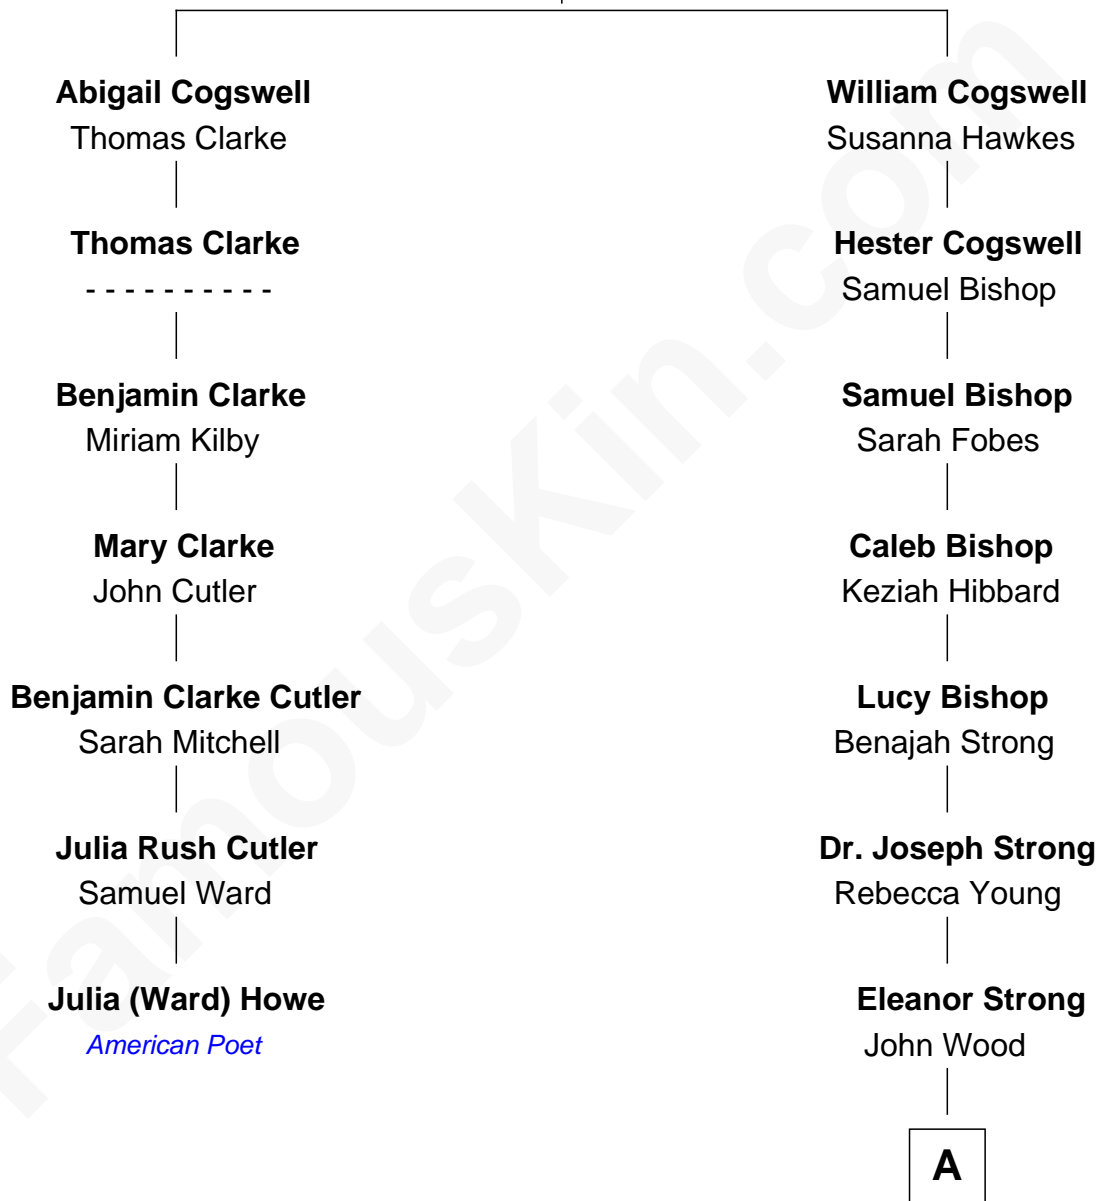 Abigail Cogswell
Thomas Clarke
Thomas Clarke
- - - - - - - - - -
Benjamin Clarke
Miriam Kilby
Mary Clarke
John Cutler
Benjamin Clarke Cutler
Sarah Mitchell
Julia Rush Cutler
Samuel Ward
Julia (Ward) Howe
American Poet
William Cogswell
Susanna Hawkes
Hester Cogswell
Samuel Bishop
Samuel Bishop
Sarah Fobes
Caleb Bishop
Keziah Hibbard
Lucy Bishop
Benajah Strong
Dr. Joseph Strong
Rebecca Young
Eleanor Strong
John Wood
A
FamousKin.com